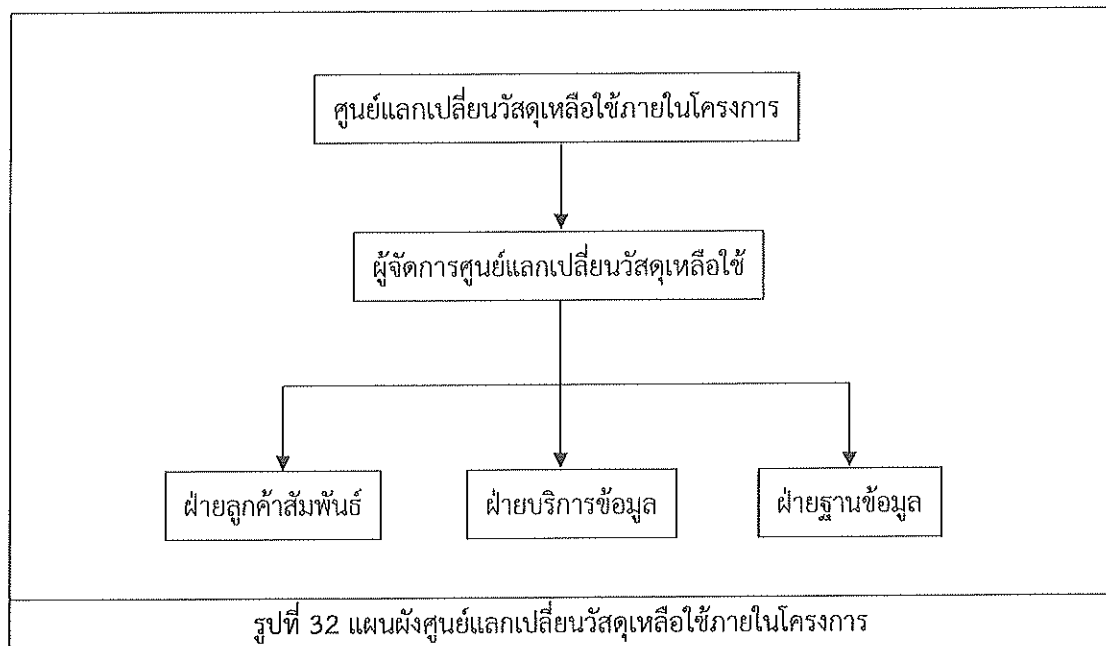 ศูนย์แลกเปลี่ยนวัสดุเหลือใช้ภายในโครงการ
ผู้จัดการศูนย์แลกเปลี่ยนวัสดุเหลือใช้
ฝ่ายลูกค้าสัมพันธ์
ฝ่ายบริการข้อมูล
ฝ่ายฐานข้อมูล
รูปที่ 32 แผนผังศูนย์แลกเปลี่ยนวัสดุเหลือใช้ภายในโครงการ